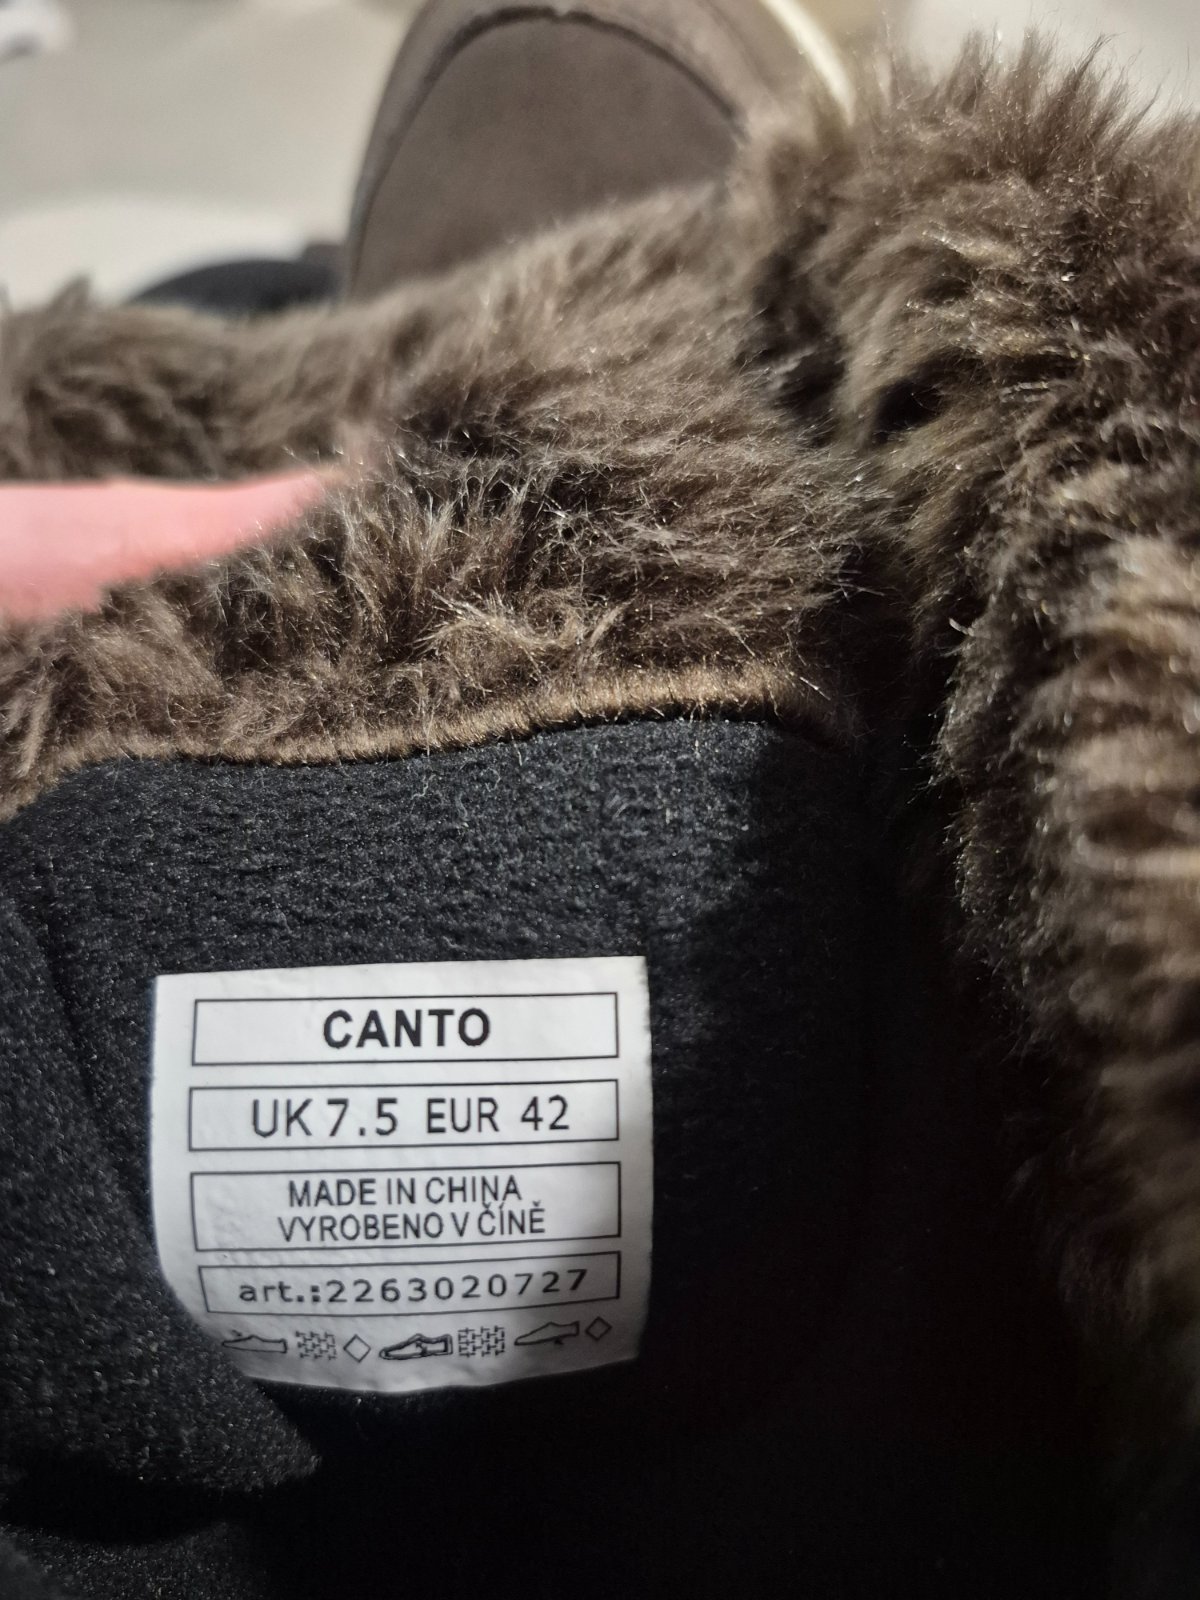 CANTO
UK 7.5 EUR 42
MADE IN CHINA
VYROBENO V ČÍNĚ
art.:2263020727